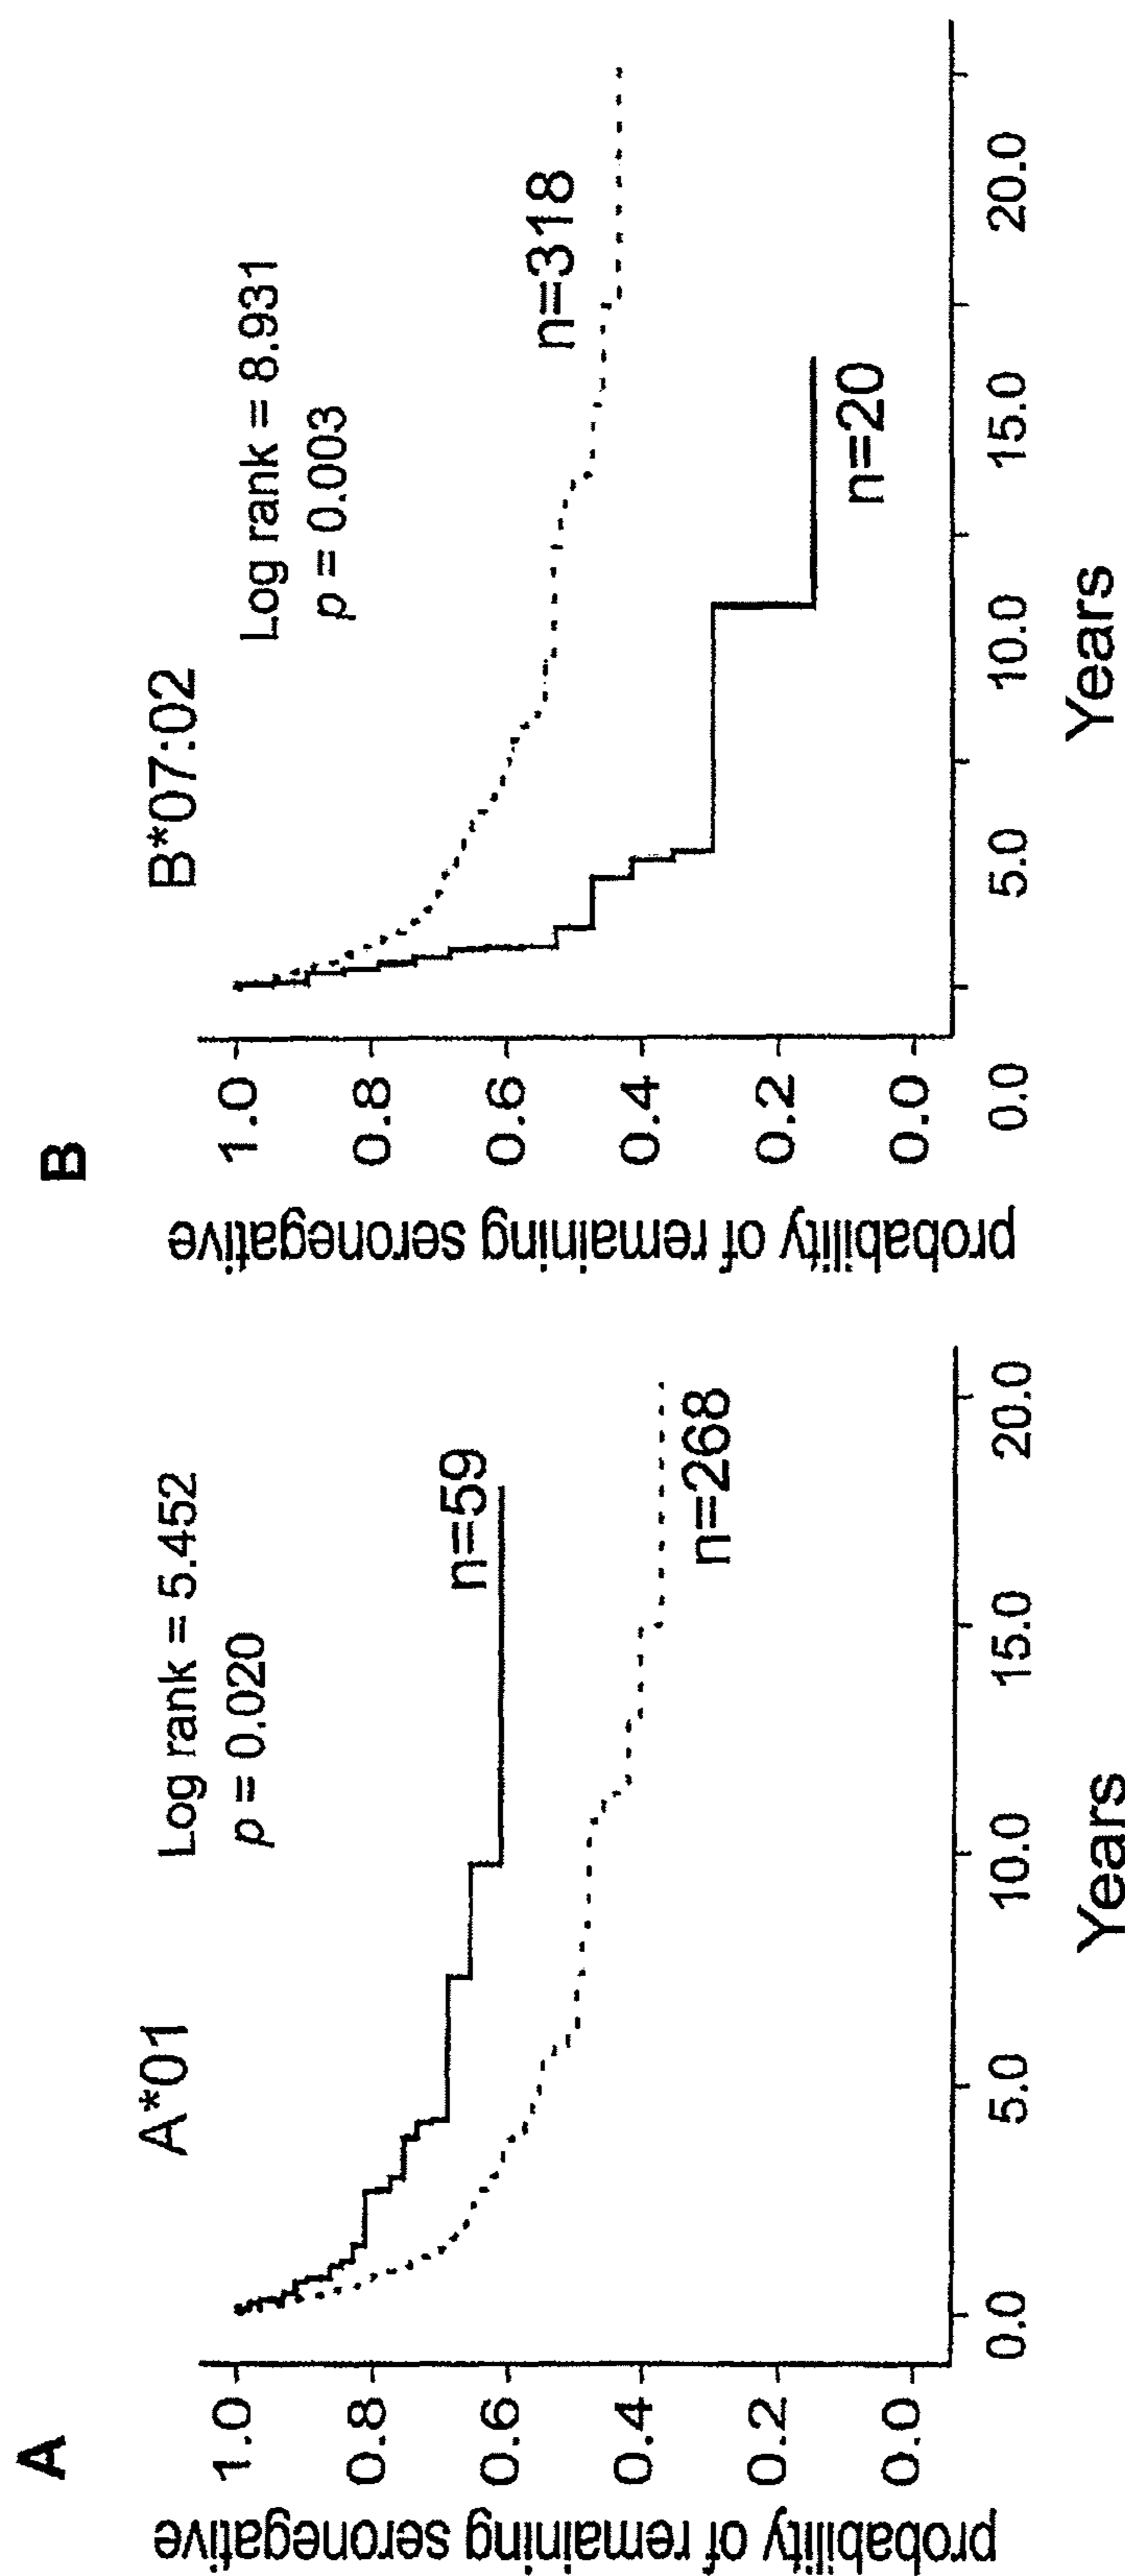 A
A*01
Log rank = 5.452
p = 0.020
n=59
n=268
probability of remaining seronegative
1.0
0.8
0.6
0.4
0.2
0.0
0.0 5.0 10.0 15.0 20.0
Years
B
B*07:02
Log rank = 8.931
p = 0.003
n=318
n=20
probability of remaining seronegative
1.0
0.8
0.6
0.4
0.2
0.0
0.0 5.0 10.0 15.0 20.0
Years